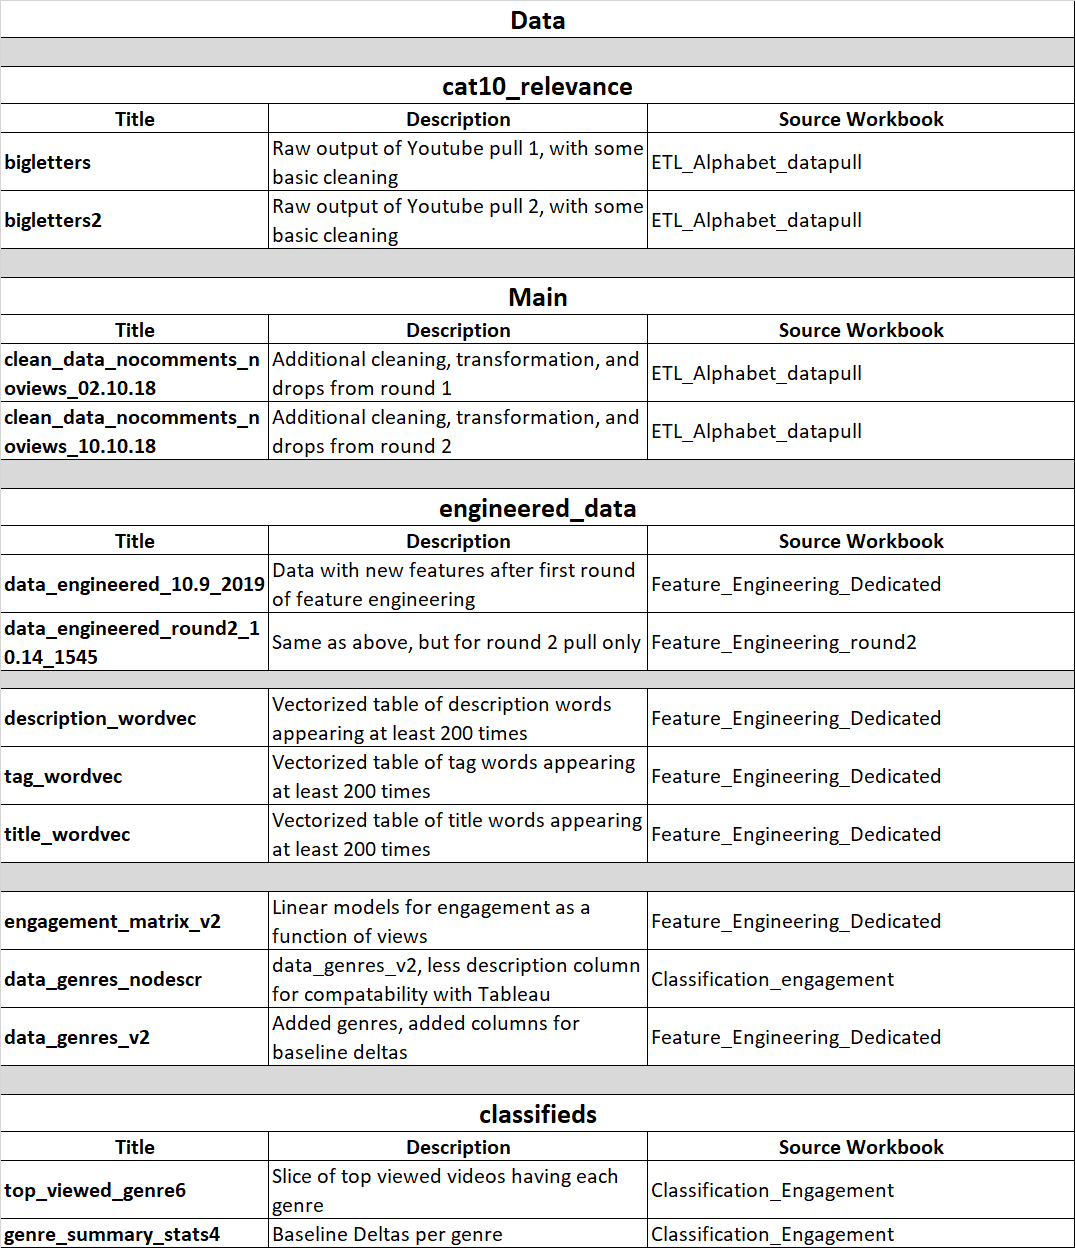 Data
cat10_relevance
Title Description Source Workbook
bigletters Raw output of Youtube pull 1, with some basic cleaning ETL_Alphabet_datapull
bigletters2 Raw output of Youtube pull 2, with some basic cleaning ETL_Alphabet_datapull
Main
Title Description Source Workbook
clean_data_nocomments_noviews_02.10.18 Additional cleaning, transformation, and drops from round 1 ETL_Alphabet_datapull
clean_data_nocomments_noviews_10.10.18 Additional cleaning, transformation, and drops from round 2 ETL_Alphabet_datapull
engineered_data
Title Description Source Workbook
data_engineered_10.9_2019 Data with new features after first round of feature engineering Feature_Engineering_Dedicated
data_engineered_round2_10.14_1545 Same as above, but for round 2 pull only Feature_Engineering_round2
description_wordvec Vectorized table of description words appearing at least 200 times Feature_Engineering_Dedicated
tag_wordvec Vectorized table of tag words appearing at least 200 times Feature_Engineering_Dedicated
title_wordvec Vectorized table of title words appearing at least 200 times Feature_Engineering_Dedicated
engagement_matrix_v2 Linear models for engagement as a function of views Feature_Engineering_Dedicated
data_genres_nodescr data_genres_v2, less description column for compatability with Tableau Classification_engagement
data_genres_v2 Added genres, added columns for baseline deltas Feature_Engineering_Dedicated
classifieds
Title Description Source Workbook
top_viewed_genre6 Slice of top viewed videos having each genre Classification_Engagement
genre_summary_stats4 Baseline Deltas per genre Classification_Engagement